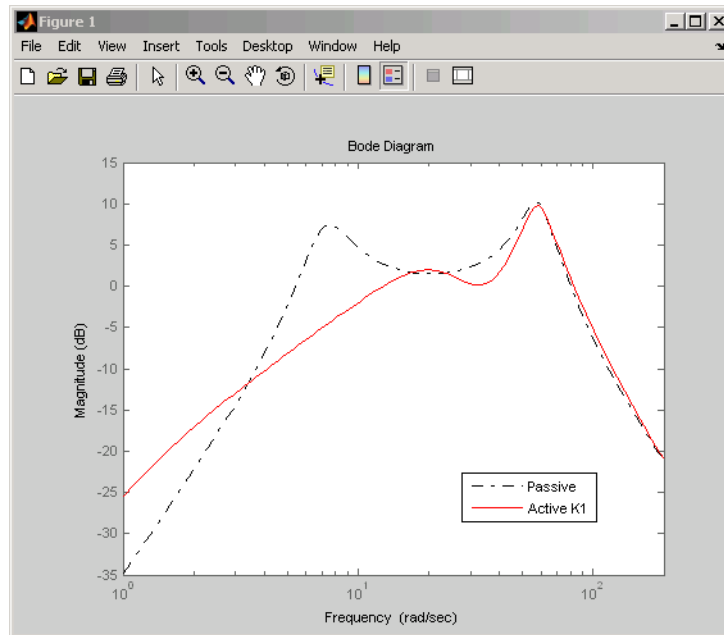 Figure 1
File Edit View Insert Tools Desktop Window Help
Bode Diagram
15
10
5
0
-5
-10
-15
-20
-25
-30
-35
Magnitude (dB)
Passive
Active K1
10^0 10^1 10^2
Frequency (rad/sec)